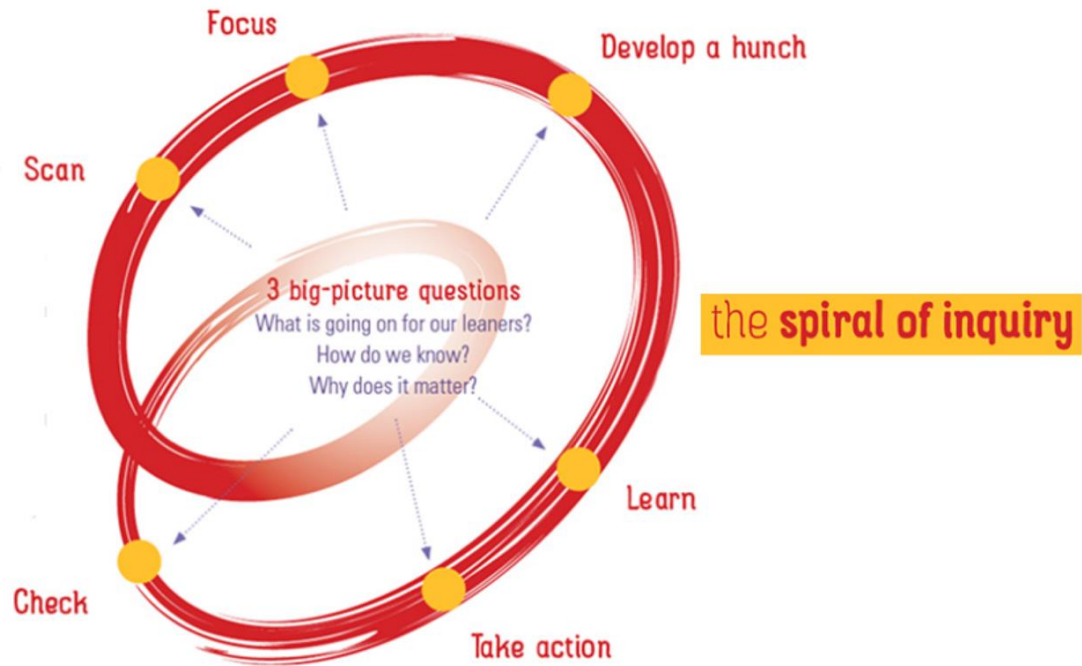 Focus
Develop a hunch
Scan
3 big-picture questions
What is going on for our leaners?
How do we know?
Why does it matter?
the spiral of inquiry
Learn
Check
Take action